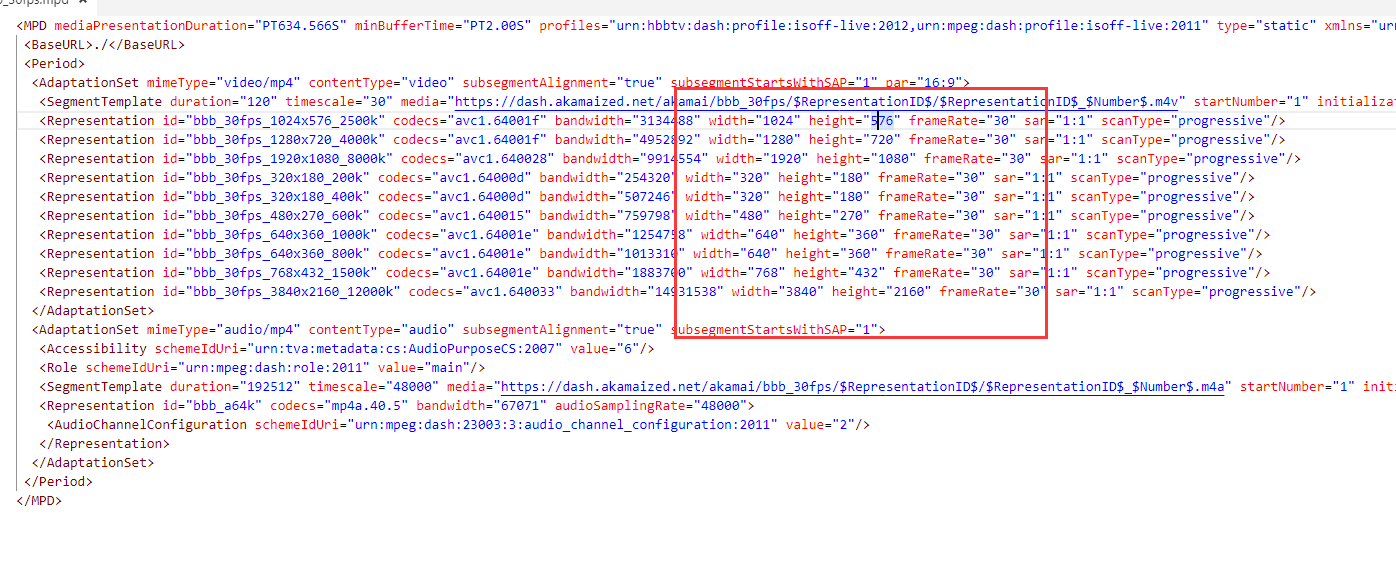 _30fps.mpd ×
<MPD mediaPresentationDuration="PT634.566S" minBufferTime="PT2.00S" profiles="urn:hbbtv:dash:profile:isoff-live:2012,urn:mpeg:dash:profile:isoff-live:2011" type="static" xmlns="urn
<BaseURL>./</BaseURL>
<Period>
<AdaptationSet mimeType="video/mp4" contentType="video" subsegmentAlignment="true" subsegmentStartsWithSAP="1" par="16:9">
<SegmentTemplate duration="120" timescale="30" media="https://dash.akamaized.net/akamai/bbb_30fps/$RepresentationID$/$RepresentationID$_$Number$.m4v" startNumber="1" initializat
<Representation id="bbb_30fps_1024x576_2500k" codecs="avc1.64001f" bandwidth="3134488" width="1024" height="576" frameRate="30" sar="1:1" scanType="progressive"/>
<Representation id="bbb_30fps_1280x720_4000k" codecs="avc1.64001f" bandwidth="4952892" width="1280" height="720" frameRate="30" sar="1:1" scanType="progressive"/>
<Representation id="bbb_30fps_1920x1080_8000k" codecs="avc1.640028" bandwidth="9914554" width="1920" height="1080" frameRate="30" sar="1:1" scanType="progressive"/>
<Representation id="bbb_30fps_320x180_200k" codecs="avc1.64000d" bandwidth="254320" width="320" height="180" frameRate="30" sar="1:1" scanType="progressive"/>
<Representation id="bbb_30fps_320x180_400k" codecs="avc1.64000d" bandwidth="507246" width="320" height="180" frameRate="30" sar="1:1" scanType="progressive"/>
<Representation id="bbb_30fps_480x270_600k" codecs="avc1.640015" bandwidth="759798" width="480" height="270" frameRate="30" sar="1:1" scanType="progressive"/>
<Representation id="bbb_30fps_640x360_1000k" codecs="avc1.64001e" bandwidth="1254758" width="640" height="360" frameRate="30" sar="1:1" scanType="progressive"/>
<Representation id="bbb_30fps_640x360_800k" codecs="avc1.64001e" bandwidth="1013310" width="640" height="360" frameRate="30" sar="1:1" scanType="progressive"/>
<Representation id="bbb_30fps_768x432_1500k" codecs="avc1.64001e" bandwidth="1883700" width="768" height="432" frameRate="30" sar="1:1" scanType="progressive"/>
<Representation id="bbb_30fps_3840x2160_12000k" codecs="avc1.640033" bandwidth="14931538" width="3840" height="2160" frameRate="30" sar="1:1" scanType="progressive"/>
</AdaptationSet>
<AdaptationSet mimeType="audio/mp4" contentType="audio" subsegmentAlignment="true" subsegmentStartsWithSAP="1">
<Accessibility schemeIdUri="urn:tva:metadata:cs:AudioPurposeCS:2007" value="6"/>
<Role schemeIdUri="urn:mpeg:dash:role:2011" value="main"/>
<SegmentTemplate duration="192512" timescale="48000" media="https://dash.akamaized.net/akamai/bbb_30fps/$RepresentationID$/$RepresentationID$_$Number$.m4a" startNumber="1" initi
<Representation id="bbb_a64k" codecs="mp4a.40.5" bandwidth="67071" audioSamplingRate="48000">
<AudioChannelConfiguration schemeIdUri="urn:mpeg:dash:23003:3:audio_channel_configuration:2011" value="2"/>
</Representation>
</AdaptationSet>
</Period>
</MPD>